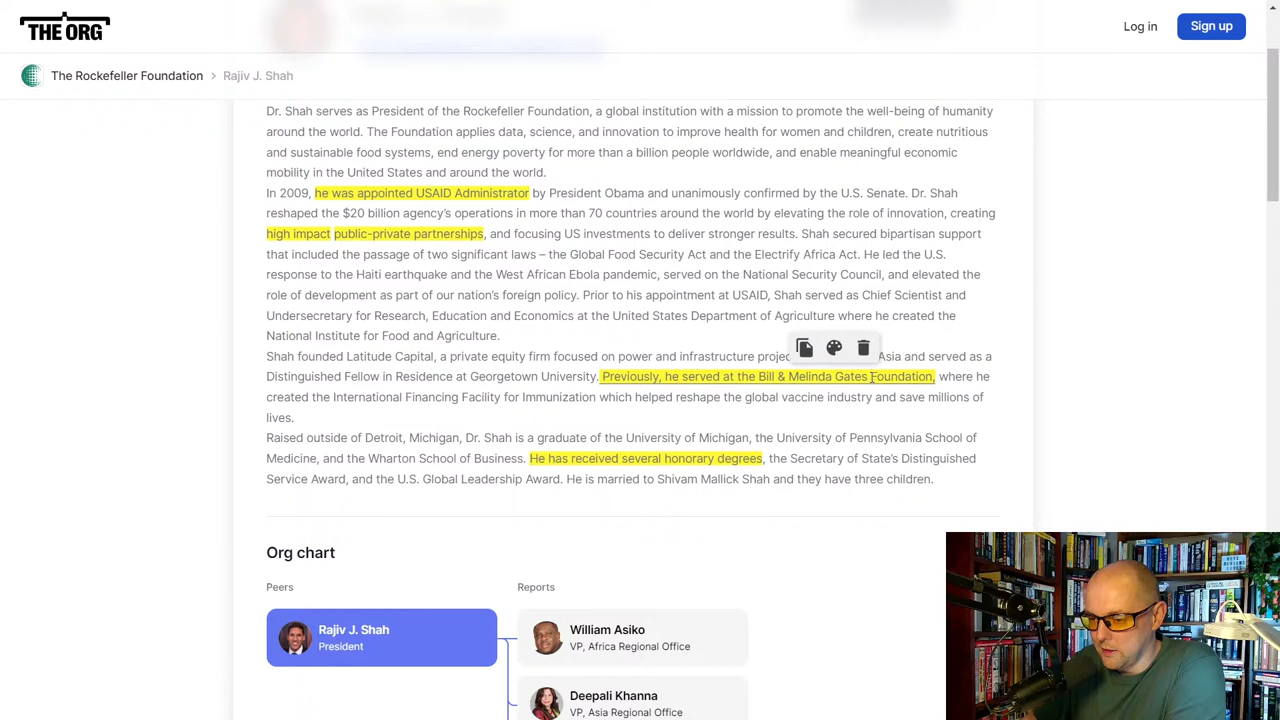 THE ORG
Log in
Sign up
The Rockefeller Foundation > Rajiv J. Shah
Dr. Shah serves as President of the Rockefeller Foundation, a global institution with a mission to promote the well-being of humanity
around the world. The Foundation applies data, science, and innovation to improve health for women and children, create nutritious
and sustainable food systems, end energy poverty for more than a billion people worldwide, and enable meaningful economic
mobility in the United States and around the world.
In 2009, he was appointed USAID Administrator by President Obama and unanimously confirmed by the U.S. Senate. Dr. Shah
reshaped the $20 billion agency's operations in more than 70 countries around the world by elevating the role of innovation, creating
high impact public-private partnerships, and focusing US investments to deliver stronger results. Shah secured bipartisan support
that included the passage of two significant laws – the Global Food Security Act and the Electrify Africa Act. He led the U.S.
response to the Haiti earthquake and the West African Ebola pandemic, served on the National Security Council, and elevated the
role of development as part of our nation's foreign policy. Prior to his appointment at USAID, Shah served as Chief Scientist and
Undersecretary for Research, Education and Economics at the United States Department of Agriculture where he created the
National Institute for Food and Agriculture.
Shah founded Latitude Capital, a private equity firm focused on power and infrastructure projec Asia and served as a
Distinguished Fellow in Residence at Georgetown University. Previously, he served at the Bill & Melinda Gates Foundation, where he
created the International Financing Facility for Immunization which helped reshape the global vaccine industry and save millions of
lives.
Raised outside of Detroit, Michigan, Dr. Shah is a graduate of the University of Michigan, the University of Pennsylvania School of
Medicine, and the Wharton School of Business. He has received several honorary degrees, the Secretary of State's Distinguished
Service Award, and the U.S. Global Leadership Award. He is married to Shivam Mallick Shah and they have three children.
Org chart
Peers
Reports
Rajiv J. Shah
President
William Asiko
VP, Africa Regional Office
Deepali Khanna
VP, Asia Regional Office